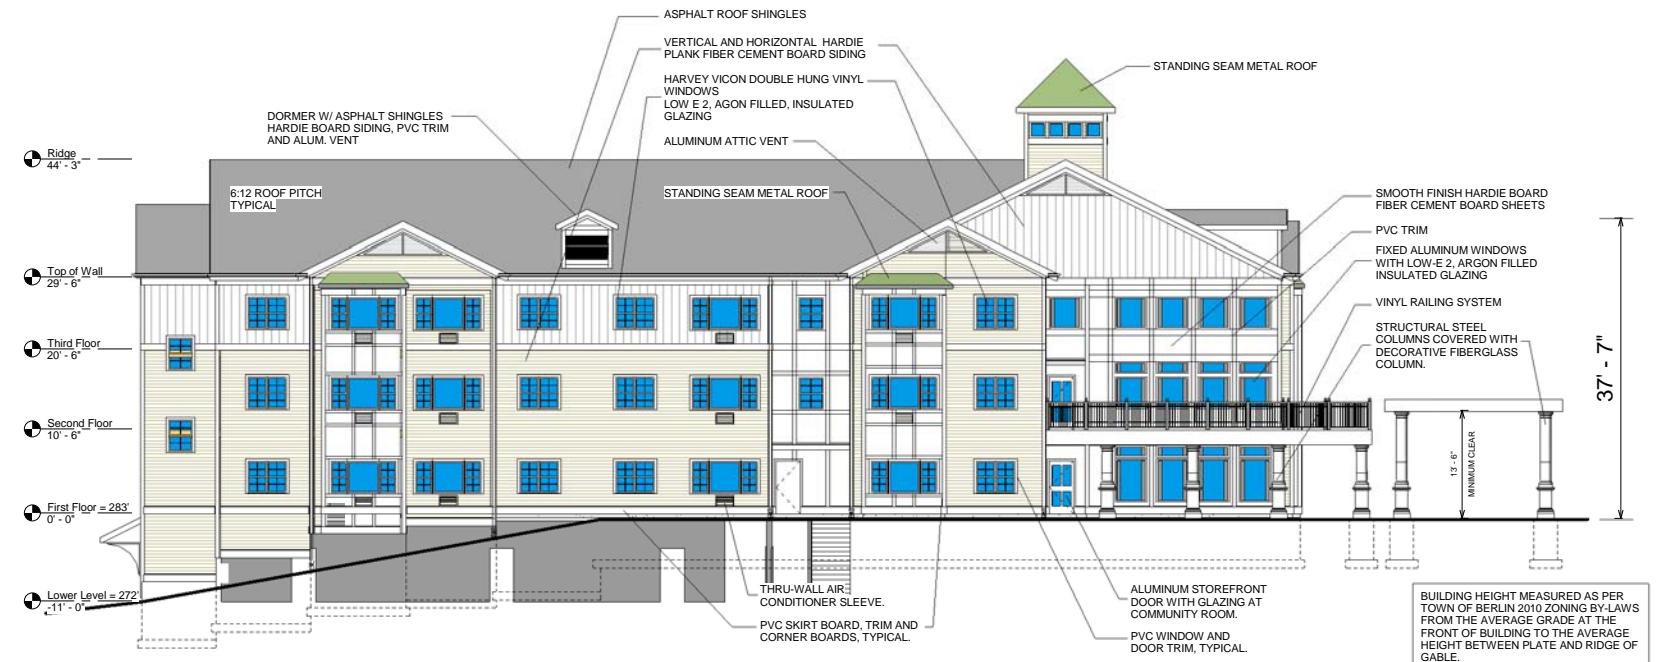 ASPHALT ROOF SHINGLES
VERTICAL AND HORIZONTAL HARDIE
PLANK FIBER CEMENT BOARD SIDING
HARVEY VICON DOUBLE HUNG VINYL
WINDOWS
LOW E 2, AGON FILLED, INSULATED
GLAZING
ALUMINUM ATTIC VENT
STANDING SEAM METAL ROOF
STANDING SEAM METAL ROOF
DORMER W/ ASPHALT SHINGLES
HARDIE BOARD SIDING, PVC TRIM
AND ALUM. VENT
6:12 ROOF PITCH
TYPICAL
Ridge
44' - 3"
Top of Wall
29' - 6"
Third Floor
20' - 6"
Second Floor
10' - 6"
First Floor = 283'
0' - 0"
Lower Level = 272'
-11' - 0"
SMOOTH FINISH HARDIE BOARD
FIBER CEMENT BOARD SHEETS
PVC TRIM
FIXED ALUMINUM WINDOWS
WITH LOW-E 2, ARGON FILLED
INSULATED GLAZING
VINYL RAILING SYSTEM
STRUCTURAL STEEL
COLUMNS COVERED WITH
DECORATIVE FIBERGLASS
COLUMN.
37' - 7"
13' - 6"
MINIMUM CLEAR
THRU-WALL AIR
CONDITIONER SLEEVE.
PVC SKIRT BOARD, TRIM AND
CORNER BOARDS, TYPICAL.
ALUMINUM STOREFRONT
DOOR WITH GLAZING AT
COMMUNITY ROOM.
PVC WINDOW AND
DOOR TRIM, TYPICAL.
BUILDING HEIGHT MEASURED AS PER
TOWN OF BERLIN 2010 ZONING BY-LAWS
FROM THE AVERAGE GRADE AT THE
FRONT OF BUILDING TO THE AVERAGE
HEIGHT BETWEEN PLATE AND RIDGE OF
GABLE.